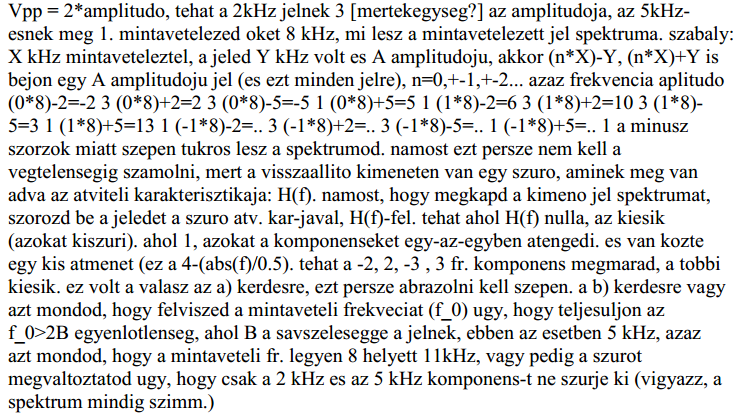 Vpp = 2*amplitudo, tehat a 2kHz jelnek 3 [mertekegyseg?] az amplitudoja, az 5kHz-
esnek meg 1. mintavetelezed oket 8 kHz, mi lesz a mintavetelezett jel spektruma. szabaly:
X kHz mintaveteleztel, a jeled Y kHz volt es A amplitudoju, akkor (n*X)-Y, (n*X)+Y is
bejon egy A amplitudoju jel (es ezt minden jelre), n=0,+-1,+-2... azaz frekvencia aplitudo
(0*8)-2=-2 3 (0*8)+2=2 3 (0*8)-5=-5 1 (0*8)+5=5 1 (1*8)-2=6 3 (1*8)+2=10 3 (1*8)-
5=3 1 (1*8)+5=13 1 (-1*8)-2=.. 3 (-1*8)+2=.. 3 (-1*8)-5=.. 1 (-1*8)+5=.. 1 a minusz
szorzok miatt szepen tukros lesz a spektrumod. namost ezt persze nem kell a
vegtelensegig szamolni, mert a visszaallito kimeneten van egy szuro, aminek meg van
adva az atviteli karakterisztikaja: H(f). namost, hogy megkapd a kimeno jel spektrumat,
szorozd be a jeledet a szuro atv. kar-javal, H(f)-fel. tehat ahol H(f) nulla, az kiesik
(azokat kiszuri). ahol 1, azokat a komponenseket egy-az-egyben atengedi. es van kozte
egy kis atmenet (ez a 4-(abs(f)/0.5). tehat a -2, 2, -3 , 3 fr. komponens megmarad, a tobbi
kiesik. ez volt a valasz az a) kerdesre, ezt persze abrazolni kell szepen. a b) kerdesre vagy
azt mondod, hogy felviszed a mintaveteli frekveciat (f_0) ugy, hogy teljesuljon az
f_0>2B egyenlotlenseg, ahol B a savszelesegge a jelnek, ebben az esetben 5 kHz, azaz
azt mondod, hogy a mintaveteli fr. legyen 8 helyett 11kHz, vagy pedig a szurot
megvaltoztatod ugy, hogy csak a 2 kHz es az 5 kHz komponens-t ne szurje ki (vigyazz, a
spektrum mindig szimm.)